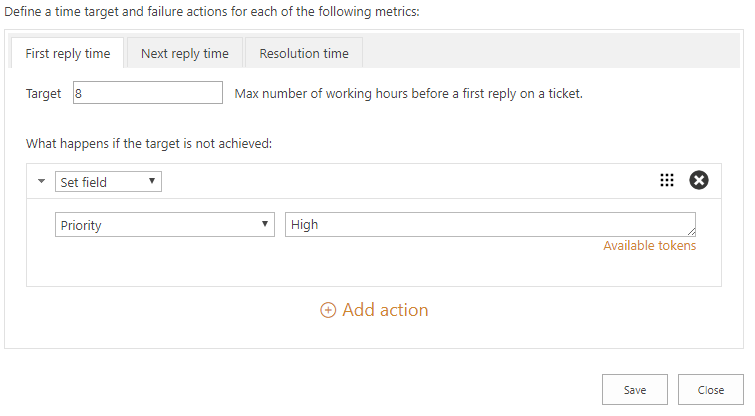 Define a time target and failure actions for each of the following metrics:
First reply time Next reply time Resolution time
Target 8 Max number of working hours before a first reply on a ticket.
What happens if the target is not achieved:
Set field
Priority High
Available tokens
Add action
Save Close